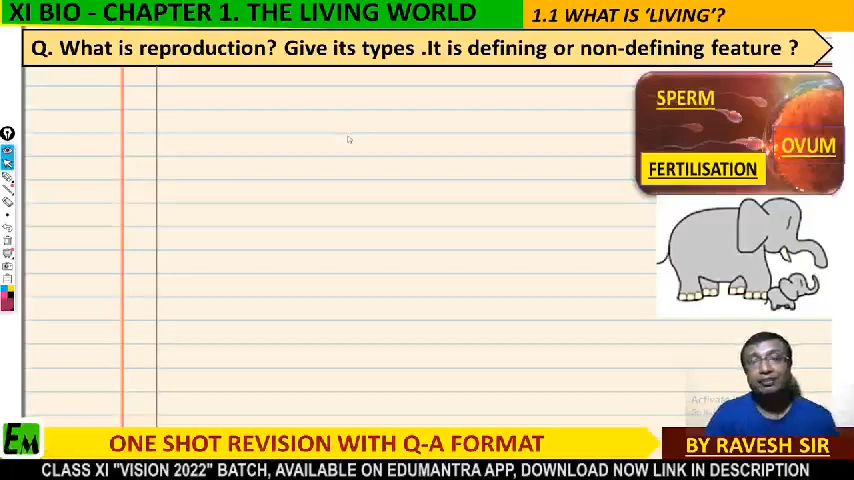 XI BIO - CHAPTER 1. THE LIVING WORLD
1.1 WHAT IS 'LIVING'?
Q. What is reproduction? Give its types .It is defining or non-defining feature ?
SPERM
OVUM
FERTILISATION
Activate
Em
ONE SHOT REVISION WITH Q-A FORMAT
BY RAVESH SIR
CLASS XI "VISION 2022" BATCH, AVAILABLE ON EDUMANTRA APP, DOWNLOAD NOW LINK IN DESCRIPTION